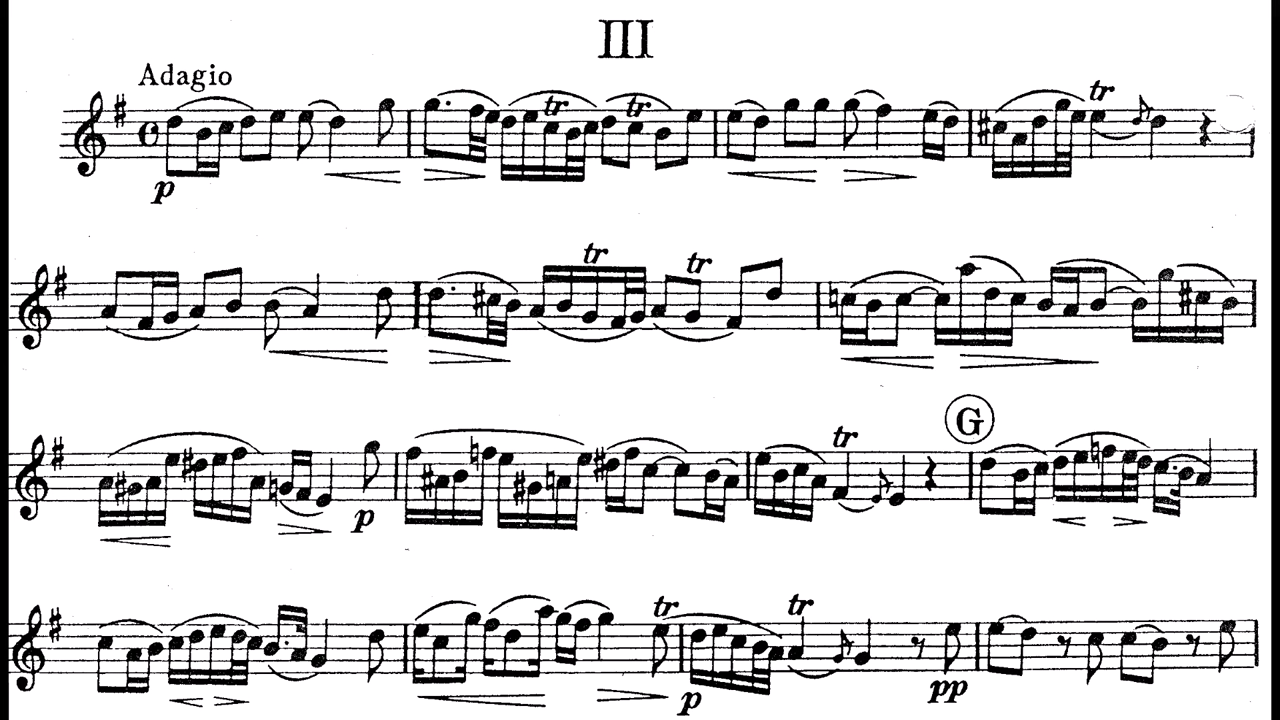 III
Adagio
tr tr tr
p
tr tr
G
tr
p
tr tr
p pp